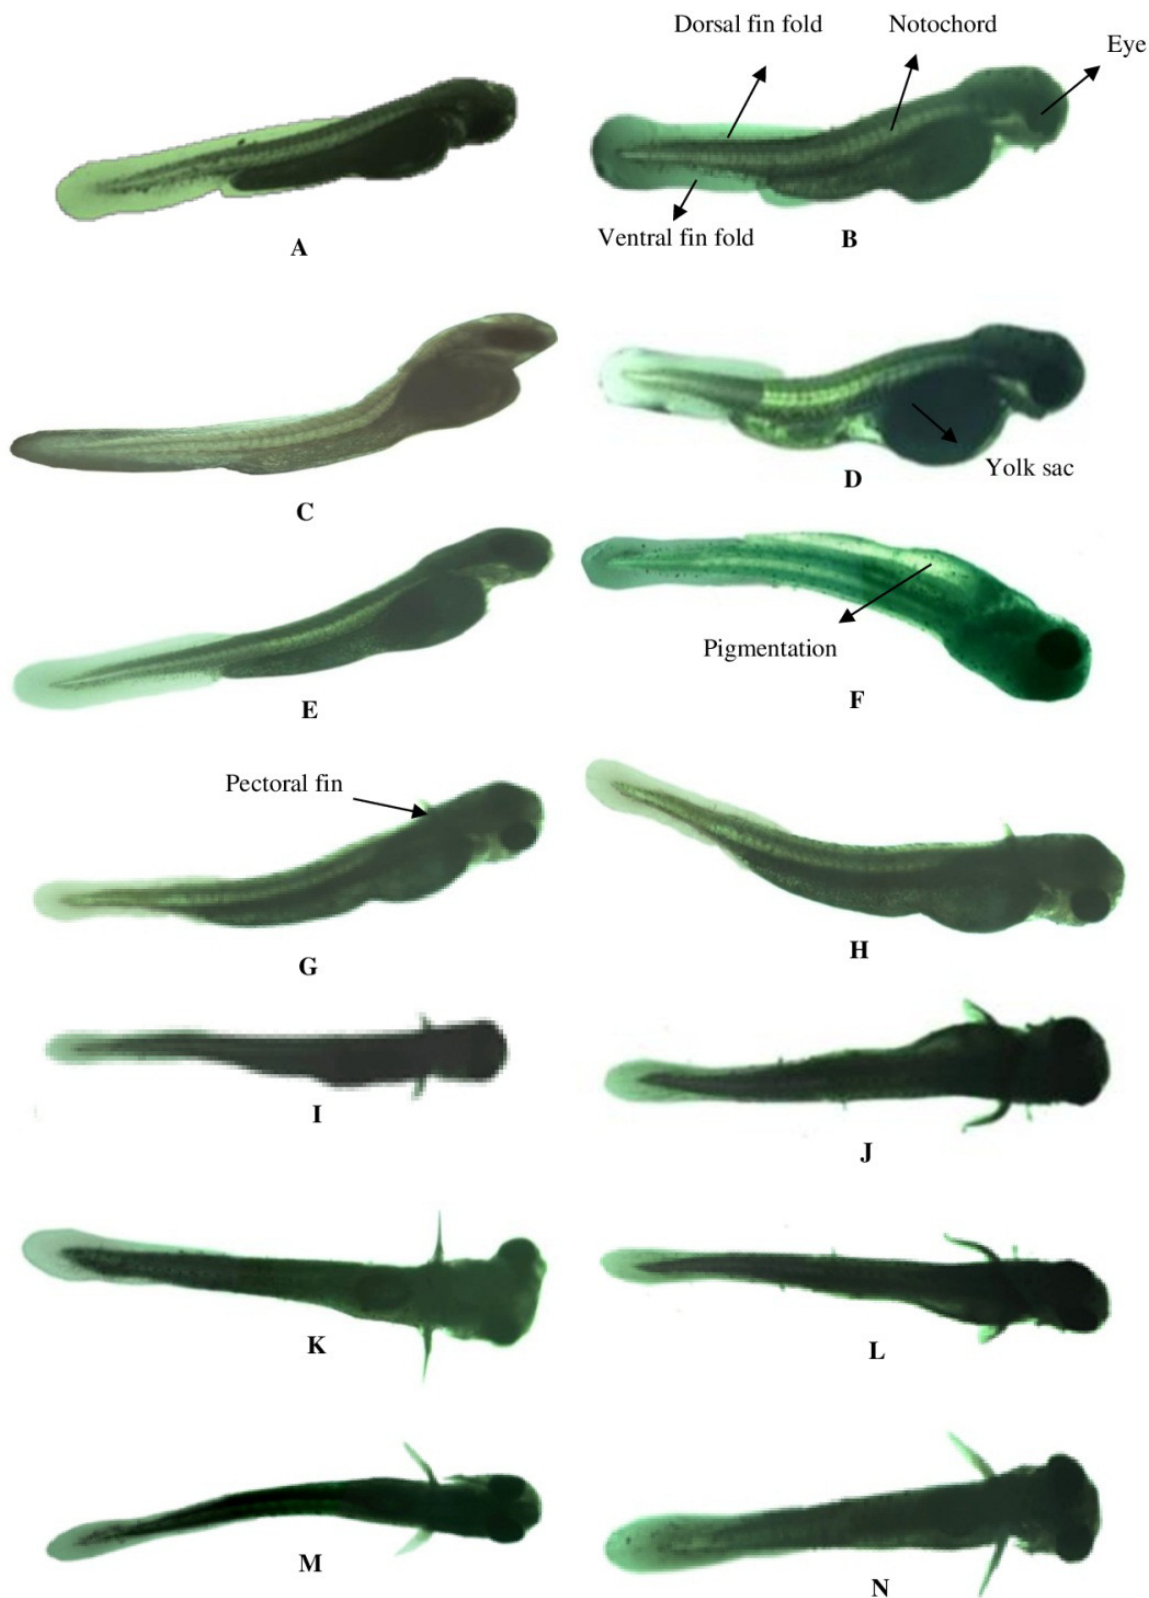 Dorsal fin fold
Notochord
Eye
Ventral fin fold
A
B
Yolk sac
C
D
Pigmentation
E
F
Pectoral fin
G
H
I
J
K
L
M
N